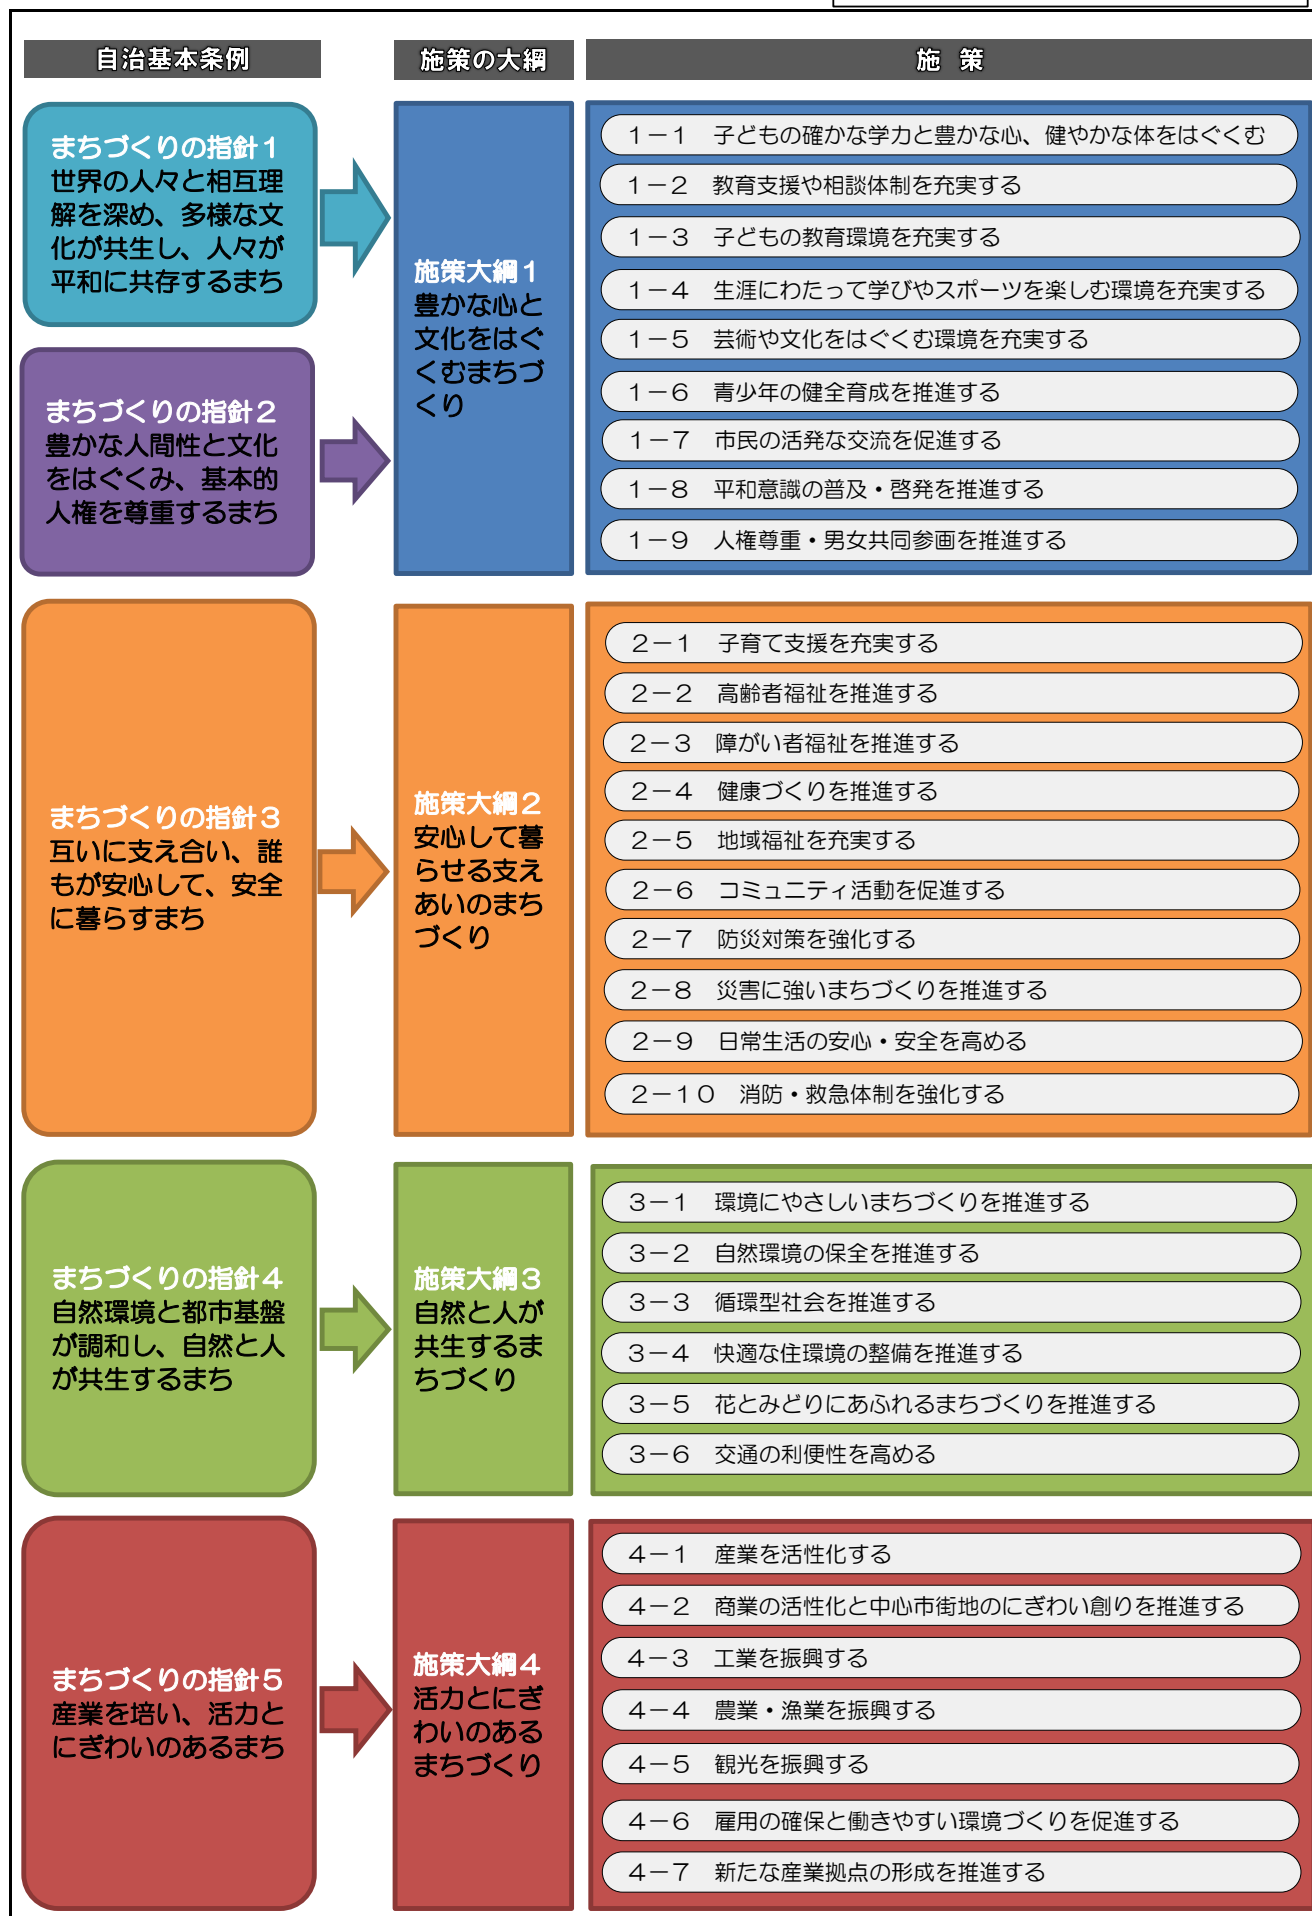 自治基本条例
施策の大綱
施 策
まちづくりの指針１
世界の人々と相互理
解を深め、多様な文
化が共生し、人々が
平和に共存するまち
まちづくりの指針２
豊かな人間性と文化
をはぐくみ、基本的
人権を尊重するまち
施策大綱１
豊かな心と
文化をはぐ
くむまちづ
くり
１－１ 子どもの確かな学力と豊かな心、健やかな体をはぐくむ
１－２ 教育支援や相談体制を充実する
１－３ 子どもの教育環境を充実する
１－４ 生涯にわたって学びやスポーツを楽しむ環境を充実する
１－５ 芸術や文化をはぐくむ環境を充実する
１－６ 青少年の健全育成を推進する
１－７ 市民の活発な交流を促進する
１－８ 平和意識の普及・啓発を推進する
１－９ 人権尊重・男女共同参画を推進する
まちづくりの指針３
互いに支え合い、誰
もが安心して、安全
に暮らすまち
施策大綱２
安心して暮
らせる支え
あいのまち
づくり
２－１ 子育て支援を充実する
２－２ 高齢者福祉を推進する
２－３ 障がい者福祉を推進する
２－４ 健康づくりを推進する
２－５ 地域福祉を充実する
２－６ コミュニティ活動を促進する
２－７ 防災対策を強化する
２－８ 災害に強いまちづくりを推進する
２－９ 日常生活の安心・安全を高める
２－１０ 消防・救急体制を強化する
まちづくりの指針４
自然環境と都市基盤
が調和し、自然と人
が共生するまち
施策大綱３
自然と人が
共生するま
ちづくり
３－１ 環境にやさしいまちづくりを推進する
３－２ 自然環境の保全を推進する
３－３ 循環型社会を推進する
３－４ 快適な住環境の整備を推進する
３－５ 花とみどりにあふれるまちづくりを推進する
３－６ 交通の利便性を高める
まちづくりの指針５
産業を培い、活力と
にぎわいのあるまち
施策大綱４
活力とにぎ
わいのある
まちづくり
４－１ 産業を活性化する
４－２ 商業の活性化と中心市街地のにぎわい創りを推進する
４－３ 工業を振興する
４－４ 農業・漁業を振興する
４－５ 観光を振興する
４－６ 雇用の確保と働きやすい環境づくりを促進する
４－７ 新たな産業拠点の形成を推進する